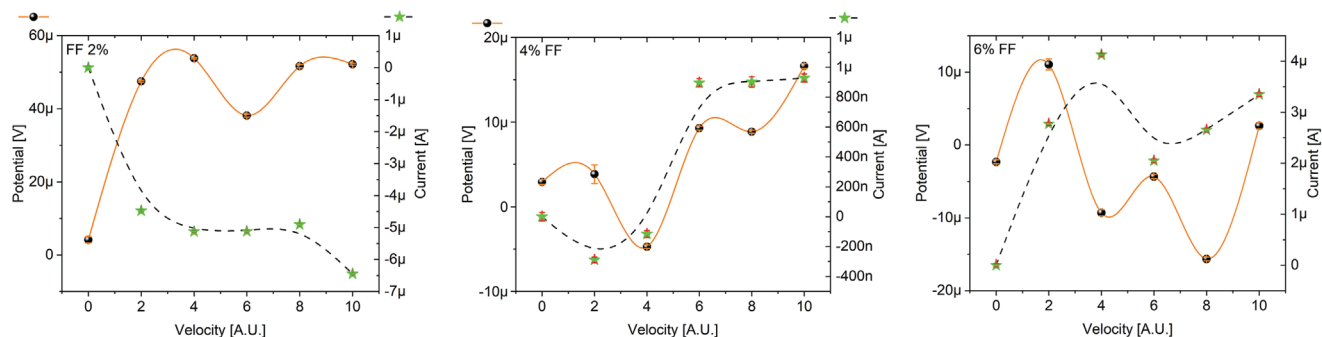 FF 2%
Potential [V]
60µ
40µ
20µ
0
Current [A]
1µ
0
-1µ
-2µ
-3µ
-4µ
-5µ
-6µ
-7µ
0 2 4 6 8 10
Velocity [A.U.]
4% FF
Potential [V]
20µ
10µ
0
-10µ
Current [A]
1µ
1µ
800n
600n
400n
200n
0
-200n
-400n
0 2 4 6 8 10
Velocity [A.U.]
6% FF
Potential [V]
10µ
0
-10µ
-20µ
Current [A]
4µ
3µ
2µ
1µ
0
0 2 4 6 8 10
Velocity [A.U.]